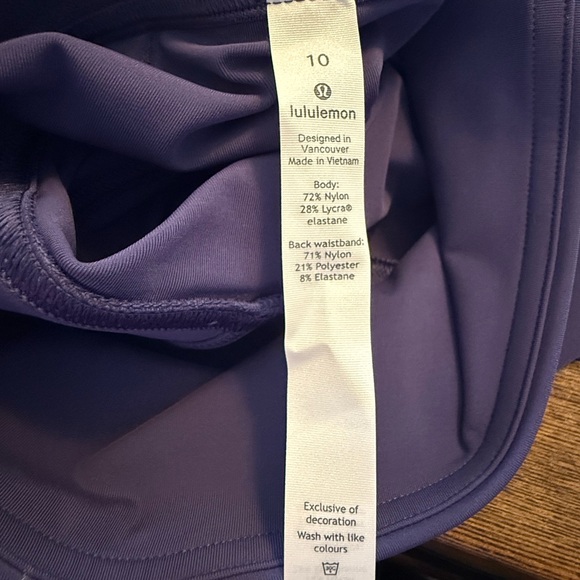 10
lululemon
Designed in
Vancouver
Made in Vietnam
Body:
72% Nylon
28% Lycra®
elastane
Back waistband:
71% Nylon
21% Polyester
8% Elastane
Exclusive of
decoration
Wash with like
colours